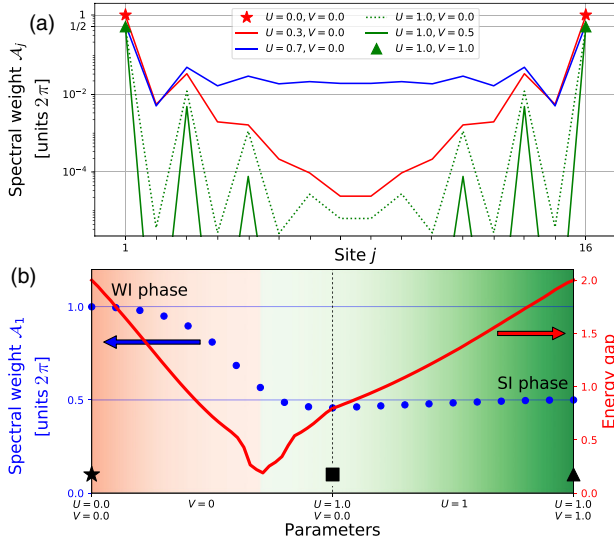 (a)
Spectral weight 𝒜ⱼ
[units 2π]
1
1/2
10⁻²
10⁻⁴
U = 0.0, V = 0.0
U = 0.3, V = 0.0
U = 0.7, V = 0.0
U = 1.0, V = 0.0
U = 1.0, V = 0.5
U = 1.0, V = 1.0
1
Site j
16
(b)
Spectral weight 𝒜₁
[units 2π]
1.0
0.5
0.0
WI phase
SI phase
2.0
1.5
1.0
0.5
0.0
Energy gap
U = 0.0
V = 0.0
V = 0
U = 1.0
V = 0.0
U = 1
U = 1.0
V = 1.0
Parameters